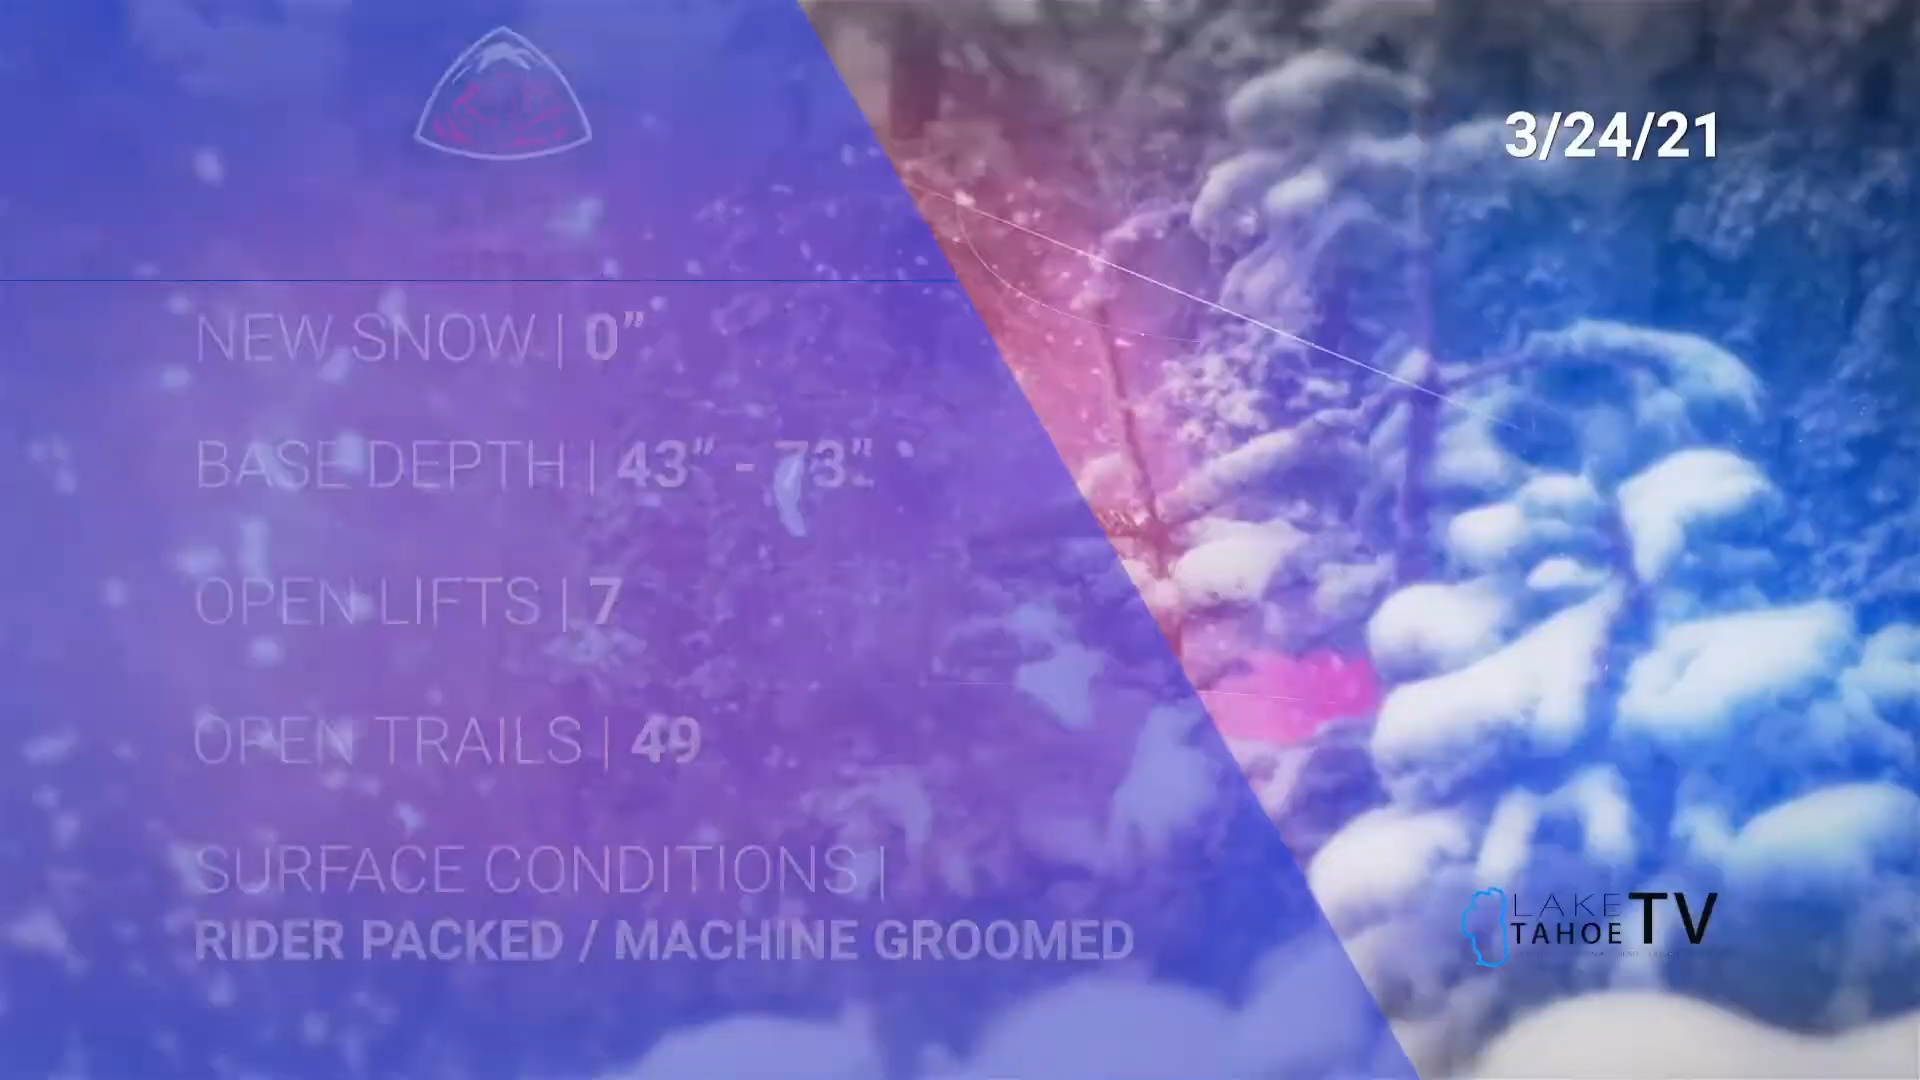 3/24/21
NEW SNOW | 0”
BASE DEPTH | 43” - 73”
OPEN LIFTS | 7
OPEN TRAILS | 49
SURFACE CONDITIONS |
RIDER PACKED / MACHINE GROOMED
LAKE TAHOE TV